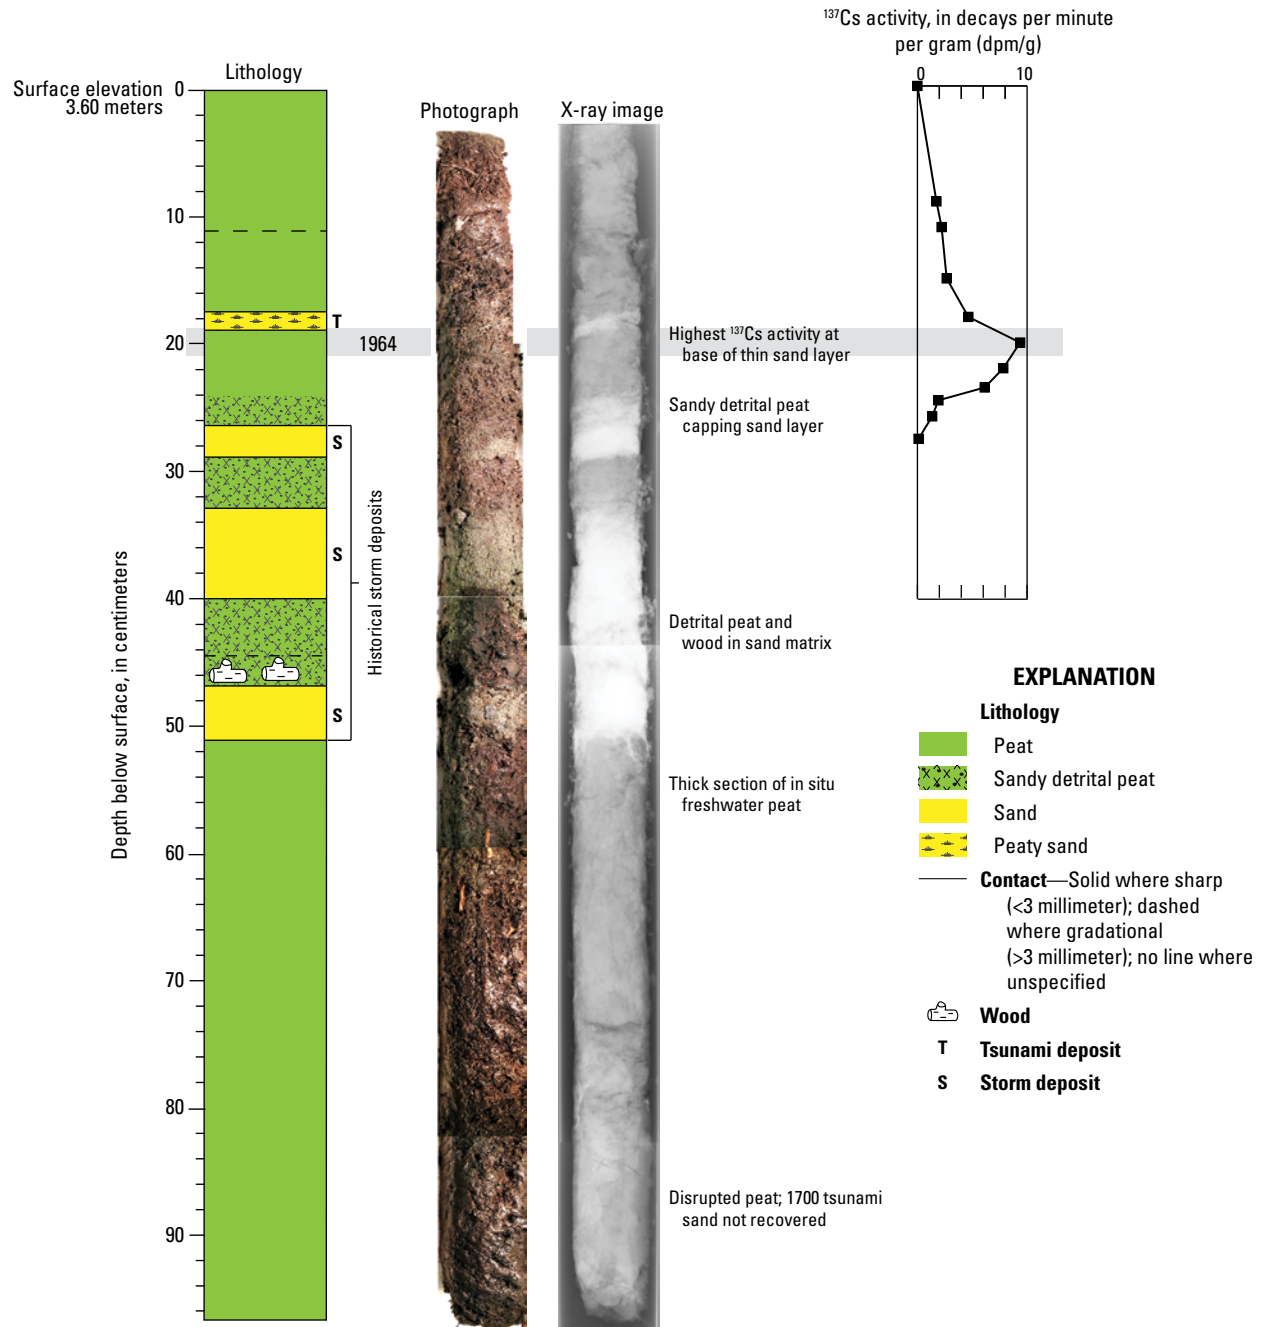 ¹³⁷Cs activity, in decays per minute
per gram (dpm/g)
0 10
Lithology
Surface elevation
3.60 meters
Photograph
X-ray image
0
10
20
30
40
50
60
70
80
90
Depth below surface, in centimeters
T
1964
S
S
S
Historical storm deposits
Highest ¹³⁷Cs activity at
base of thin sand layer
Sandy detrital peat
capping sand layer
Detrital peat and
wood in sand matrix
Thick section of in situ
freshwater peat
Disrupted peat; 1700 tsunami
sand not recovered
EXPLANATION
Lithology
Peat
Sandy detrital peat
Sand
Peaty sand
Contact—Solid where sharp
(<3 millimeter); dashed
where gradational
(>3 millimeter); no line where
unspecified
Wood
T Tsunami deposit
S Storm deposit